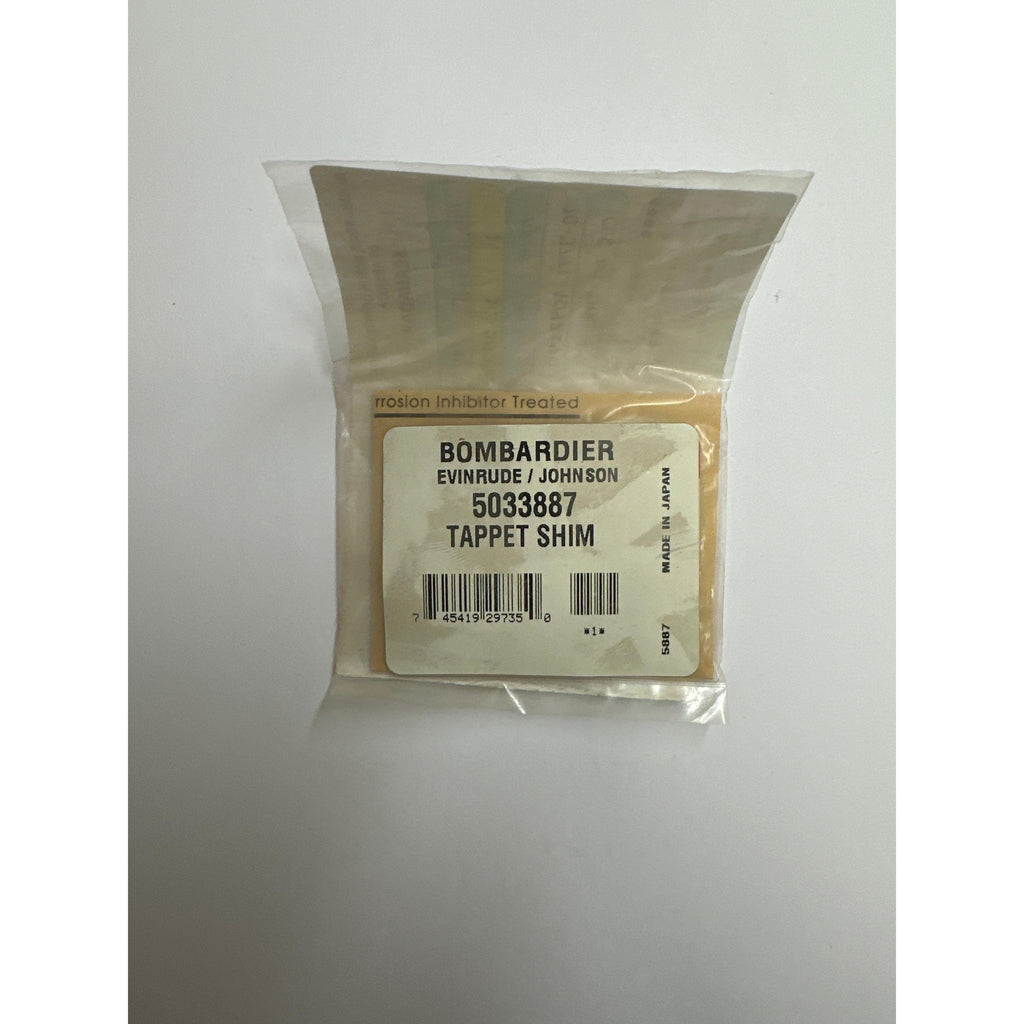 rrosion Inhibitor Treated
BOMBARDIER
EVINRUDE / JOHNSON
5033887
TAPPET SHIM
MADE IN JAPAN
5887
7 45419 29735 0
*1*